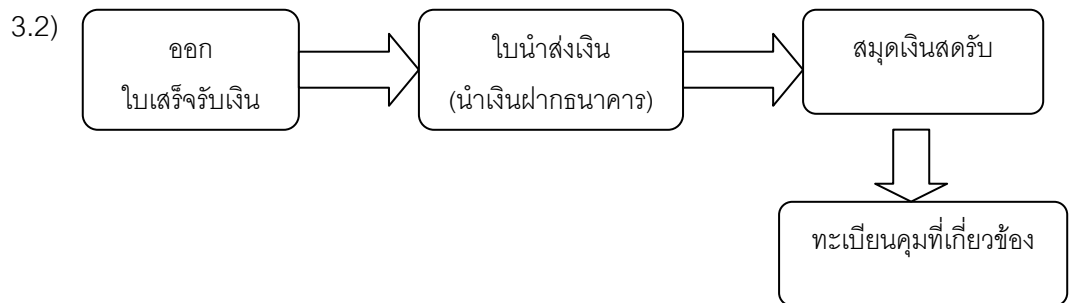 3.2)
ออก
ใบเสร็จรับเงิน
ใบนำส่งเงิน
(นำเงินฝากธนาคาร)
สมุดเงินสดรับ
ทะเบียนคุมที่เกี่ยวข้อง